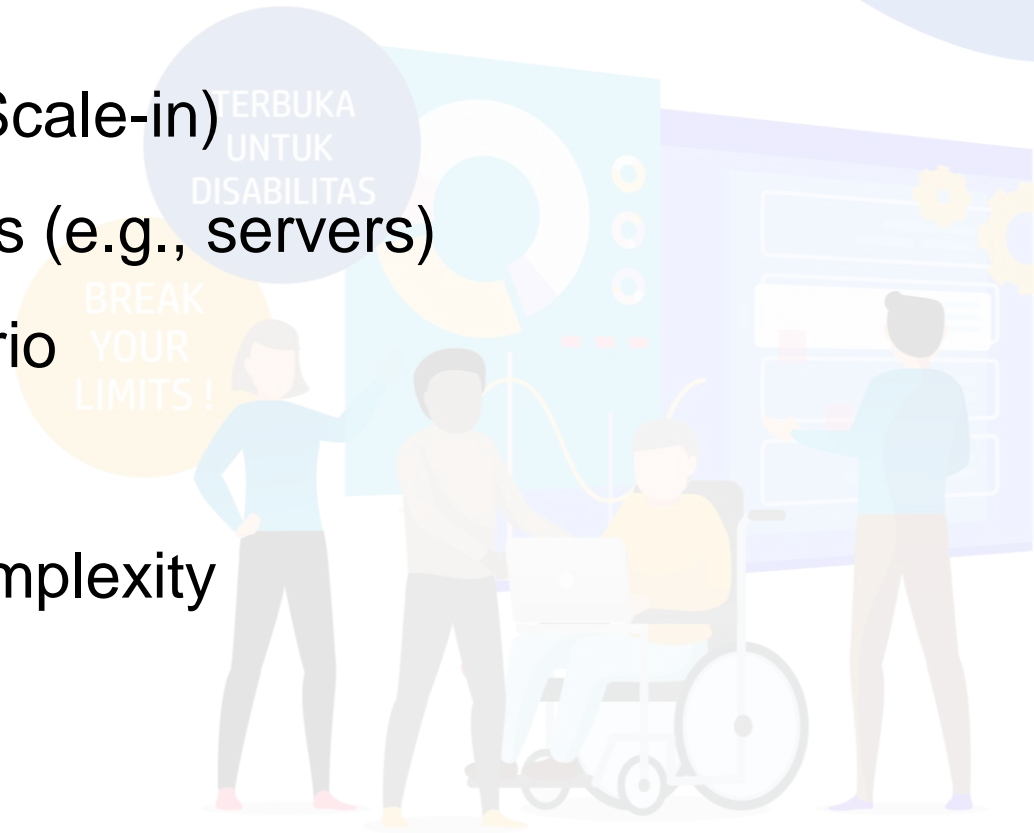 Scale-in)
s (e.g., servers)
rio
mplexity
TERBUKA
UNTUK
DISABILITAS
BREAK
YOUR
LIMITS !